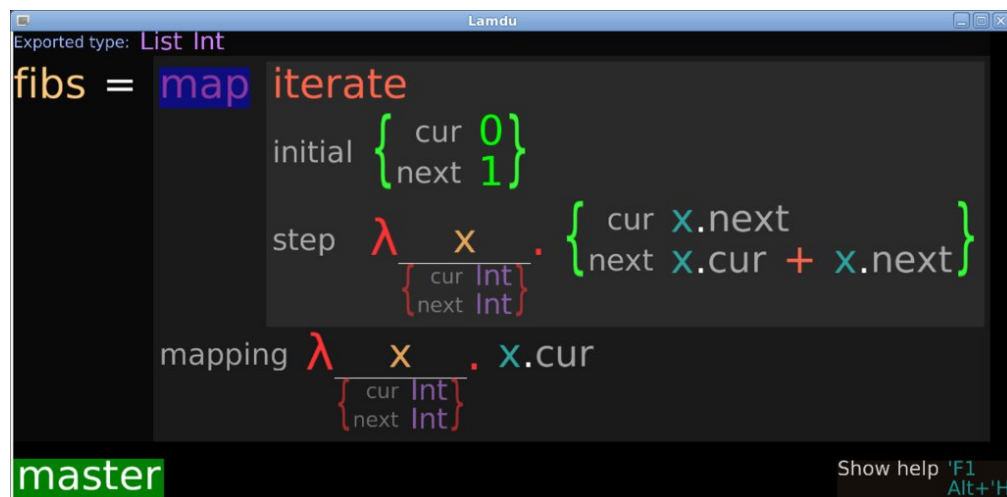 Lamdu
Exported type: List Int
fibs = map iterate
initial { cur 0
next 1 }
step λ x . { cur x.next
next x.cur + x.next }
{ cur Int
next Int }
mapping λ x . x.cur
{ cur Int
next Int }
master
Show help 'F1
Alt+'H